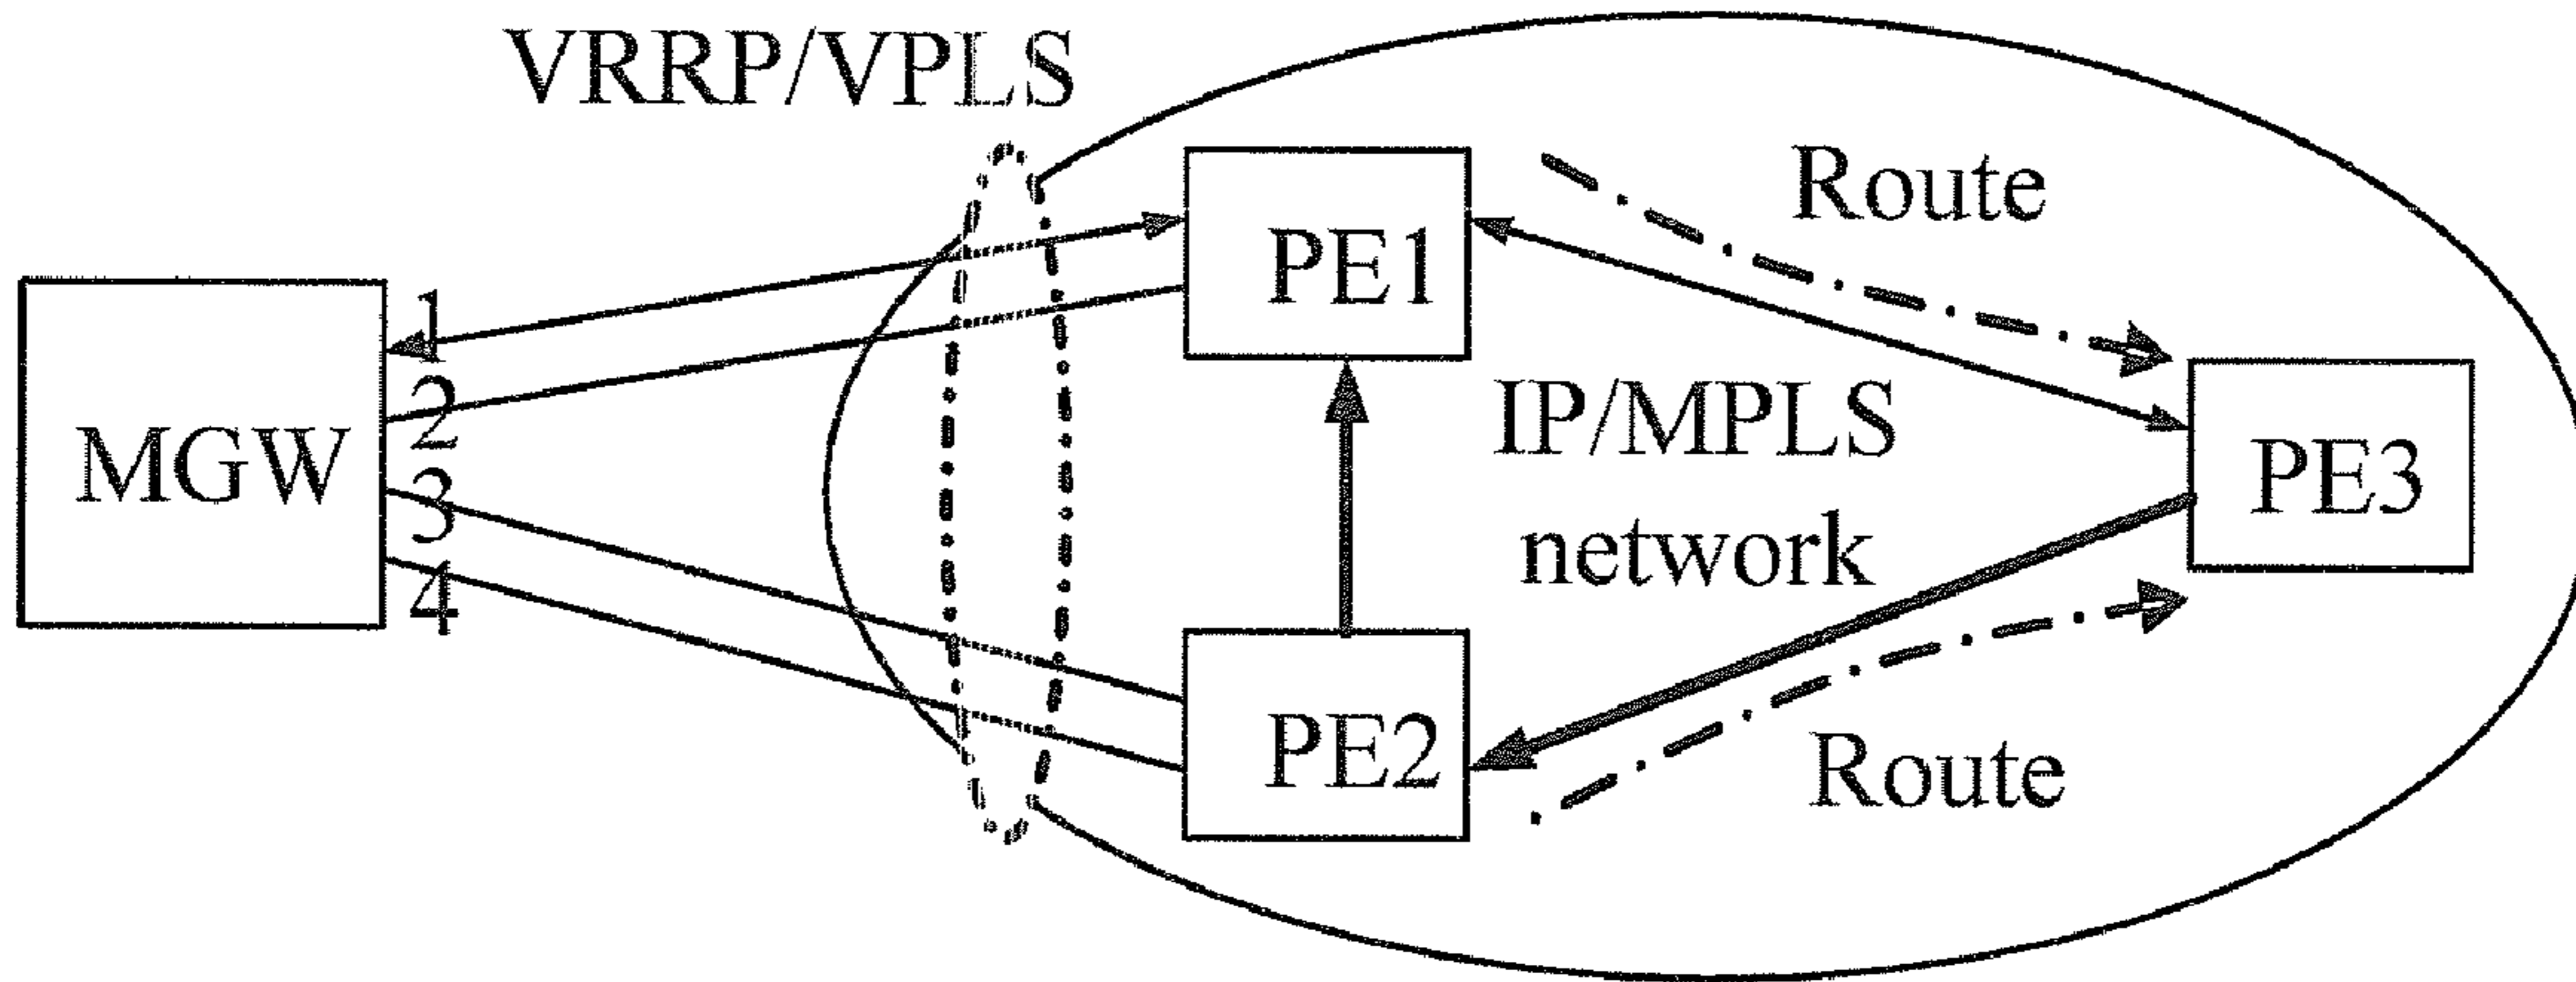 VRRP/VPLS
Route
PE1
1
2
IP/MPLS
MGW
PE3
3
network
4
PE2
Route